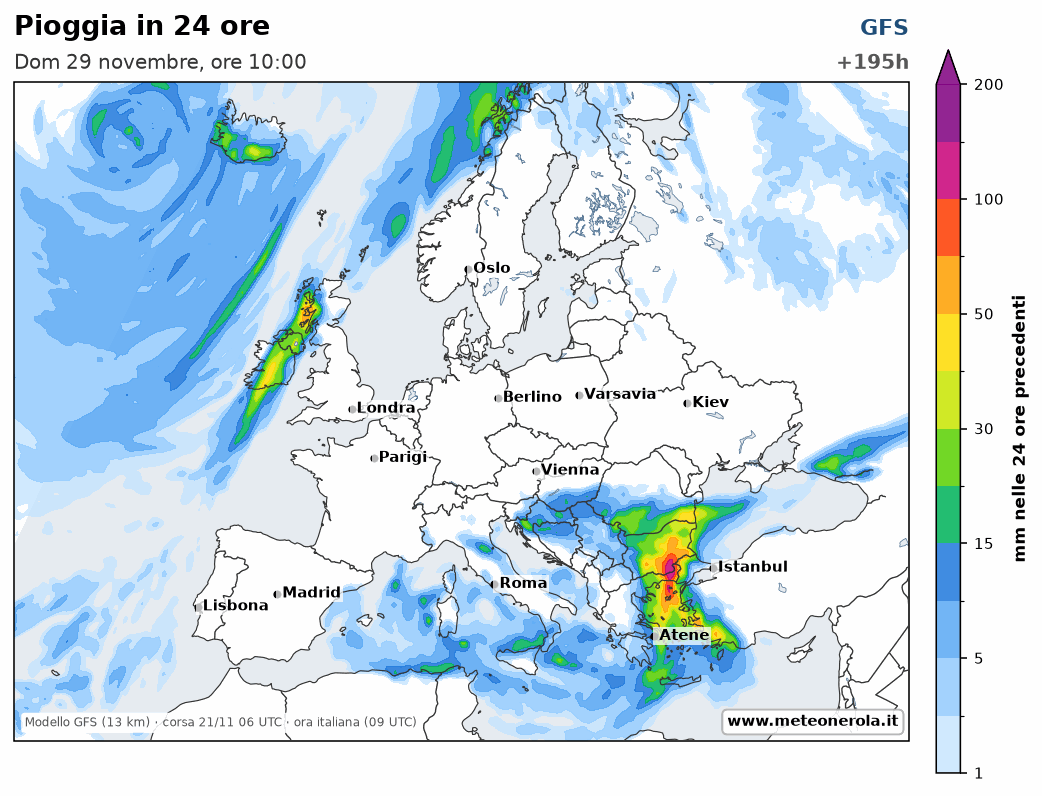 Pioggia in 24 ore
GFS
Dom 29 novembre, ore 10:00
+195h
200
100
50
30
15
5
1
mm nelle 24 ore precedenti
Oslo
Berlino
Varsavia
Kiev
Londra
Parigi
Vienna
Istanbul
Roma
Madrid
Lisbona
Atene
Modello GFS (13 km) · corsa 21/11 06 UTC · ora italiana (09 UTC)
www.meteonerola.it